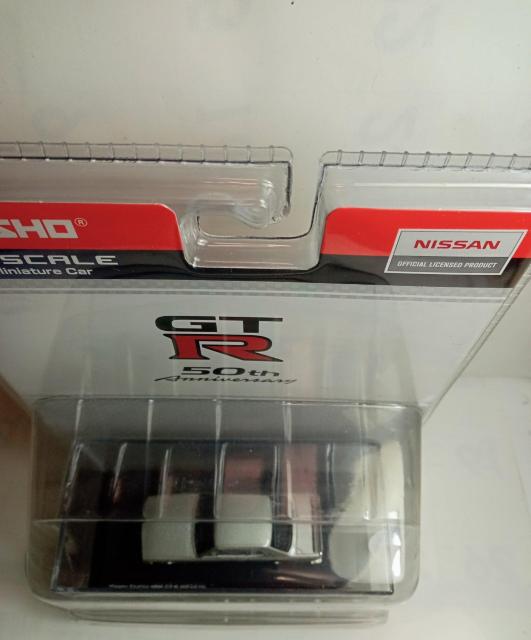 SHO®
SCALE
Miniature Car
NISSAN
OFFICIAL LICENSED PRODUCT
GT
R
50th
Anniversary